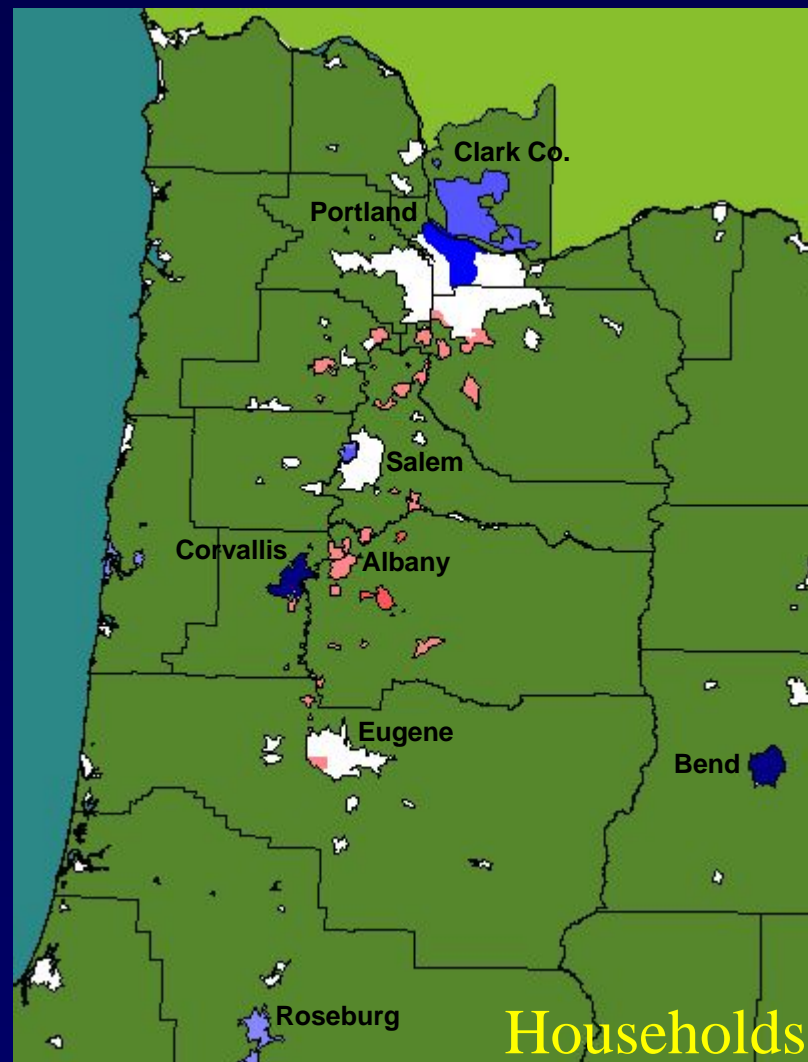 Clark Co.
Portland
Salem
Corvallis
Albany
Eugene
Bend
Roseburg
Households